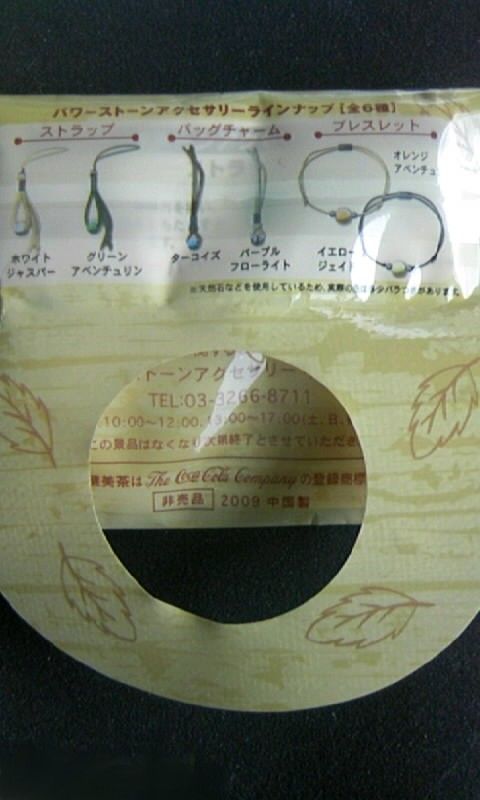 パワーストーンアクセサリーラインナップ [全6種]
ストラップ バッグチャーム ブレスレット
オレンジ
アベンチュ
ホワイト
ジャスパー
グリーン
アベンチュリン
ターコイズ
パープル
フローライト
イエロー
ジェイド
※天然石などを使用しているため、実際の
トーンアクセサリー
TEL:03-3266-8711
10:00〜12:00、13:00〜17:00(土、日、
この景品はなくなり次第終了とさせていただき
美茶は The Coca-Cola Company の登録商標
非売品 2009 中国製